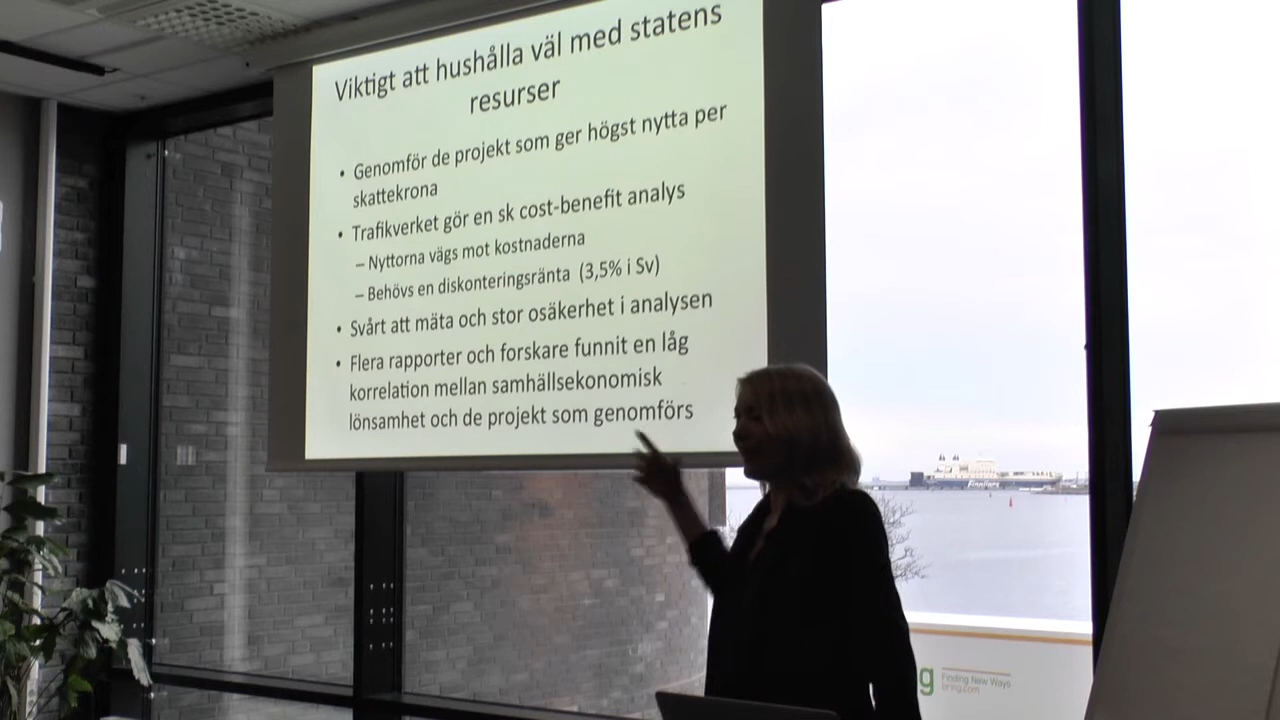 Viktigt att hushålla väl med statens
resurser
• Genomför de projekt som ger högst nytta per
skattekrona
• Trafikverket gör en sk cost-benefit analys
– Nyttorna vägs mot kostnaderna
– Behövs en diskonteringsränta (3,5% i Sv)
• Svårt att mäta och stor osäkerhet i analysen
• Flera rapporter och forskare funnit en låg
korrelation mellan samhällsekonomisk
lönsamhet och de projekt som genomförs
Finnlines
g
Finding New Ways
bring.com